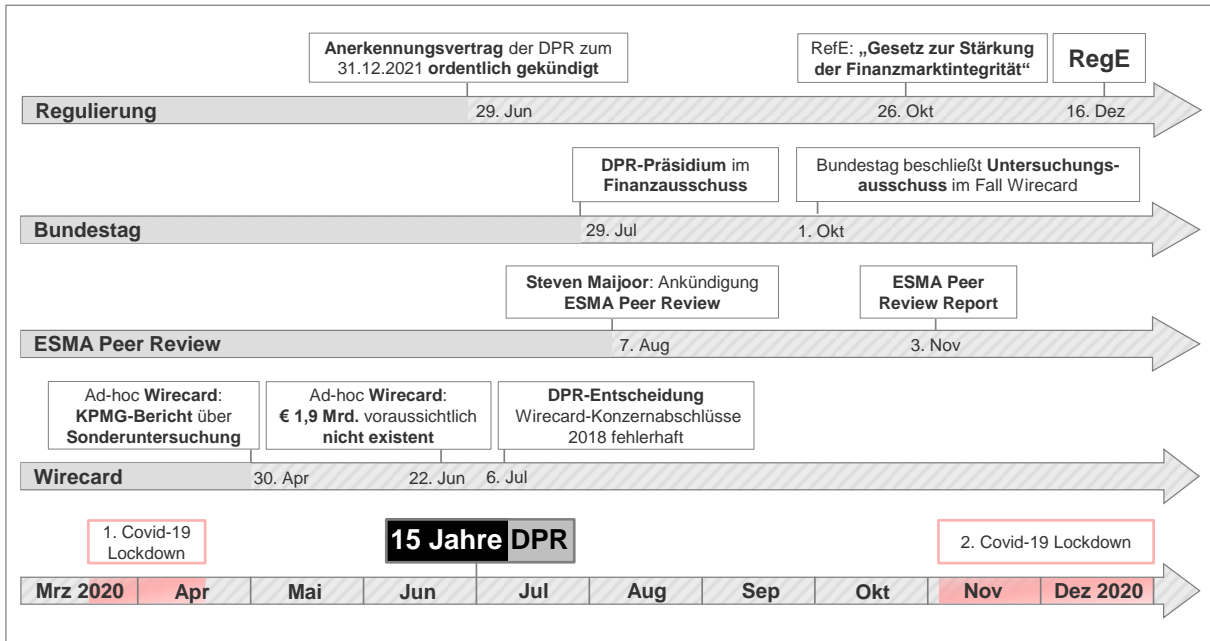 Anerkennungsvertrag der DPR zum
31.12.2021 ordentlich gekündigt
RefE: „Gesetz zur Stärkung
der Finanzmarktintegrität“
RegE
Regulierung
29. Jun
26. Okt
16. Dez
DPR-Präsidium im
Finanzausschuss
Bundestag beschließt Untersuchungs-
ausschuss im Fall Wirecard
Bundestag
29. Jul
1. Okt
Steven Maijoor: Ankündigung
ESMA Peer Review
ESMA Peer
Review Report
ESMA Peer Review
7. Aug
3. Nov
Ad-hoc Wirecard:
KPMG-Bericht über
Sonderuntersuchung
Ad-hoc Wirecard:
€ 1,9 Mrd. voraussichtlich
nicht existent
DPR-Entscheidung
Wirecard-Konzernabschlüsse
2018 fehlerhaft
Wirecard
30. Apr
22. Jun
6. Jul
1. Covid-19
Lockdown
15 Jahre DPR
2. Covid-19 Lockdown
Mrz 2020
Apr
Mai
Jun
Jul
Aug
Sep
Okt
Nov
Dez 2020